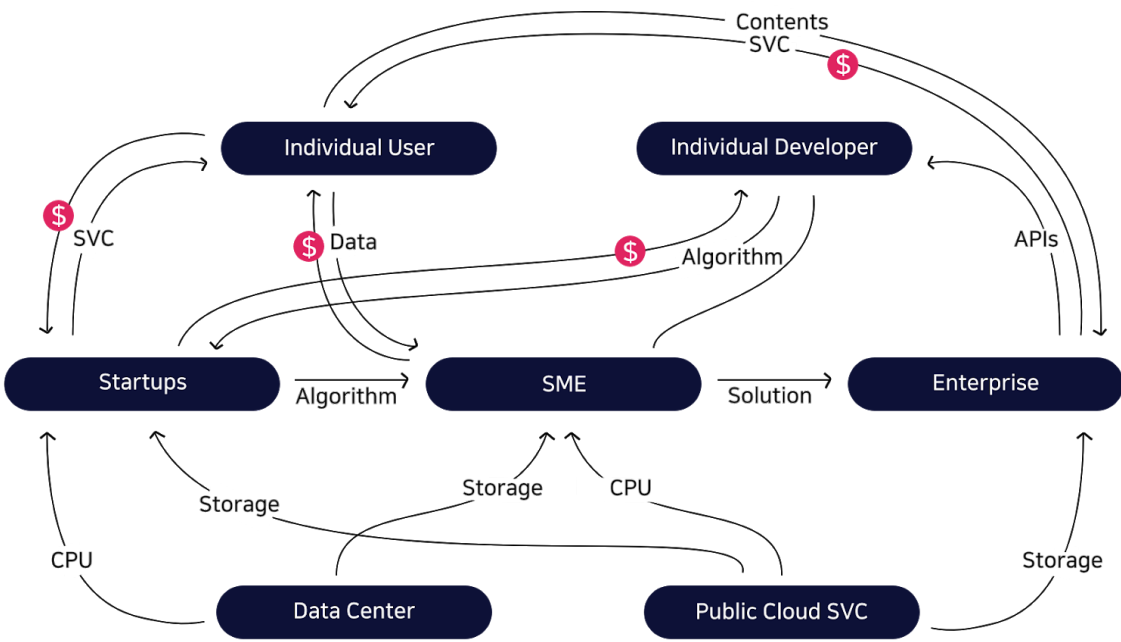 Contents
SVC
$
Individual User
Individual Developer
$
SVC
$
Data
$
Algorithm
APIs
Startups
Algorithm
SME
Solution
Enterprise
Storage
Storage
CPU
CPU
Storage
Data Center
Public Cloud SVC